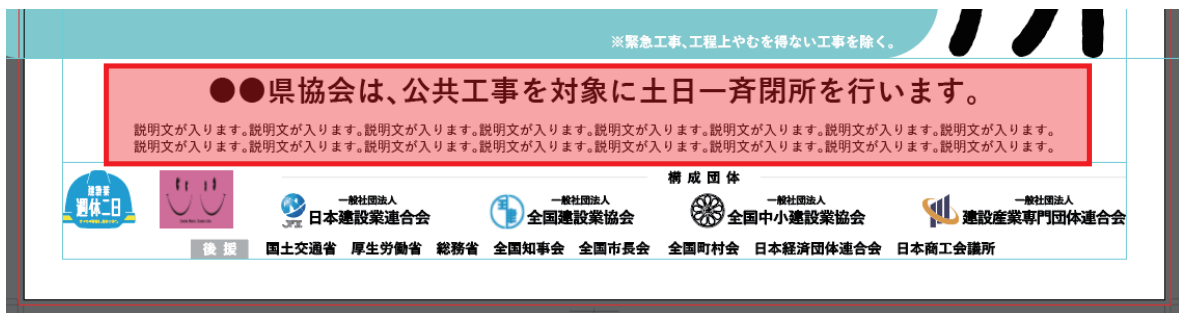 ※緊急工事、工程上やむを得ない工事を除く。
●●県協会は、公共工事を対象に土日一斉閉所を行います。
説明文が入ります。説明文が入ります。説明文が入ります。説明文が入ります。説明文が入ります。説明文が入ります。説明文が入ります。説明文が入ります。
説明文が入ります。説明文が入ります。説明文が入ります。説明文が入ります。説明文が入ります。説明文が入ります。説明文が入ります。説明文が入ります。
構成団体
建設業
週休二日
一般社団法人
日本建設業連合会
一般社団法人
全国建設業協会
一般社団法人
全国中小建設業協会
一般社団法人
建設産業専門団体連合会
後援 国土交通省 厚生労働省 総務省 全国知事会 全国市長会 全国町村会 日本経済団体連合会 日本商工会議所